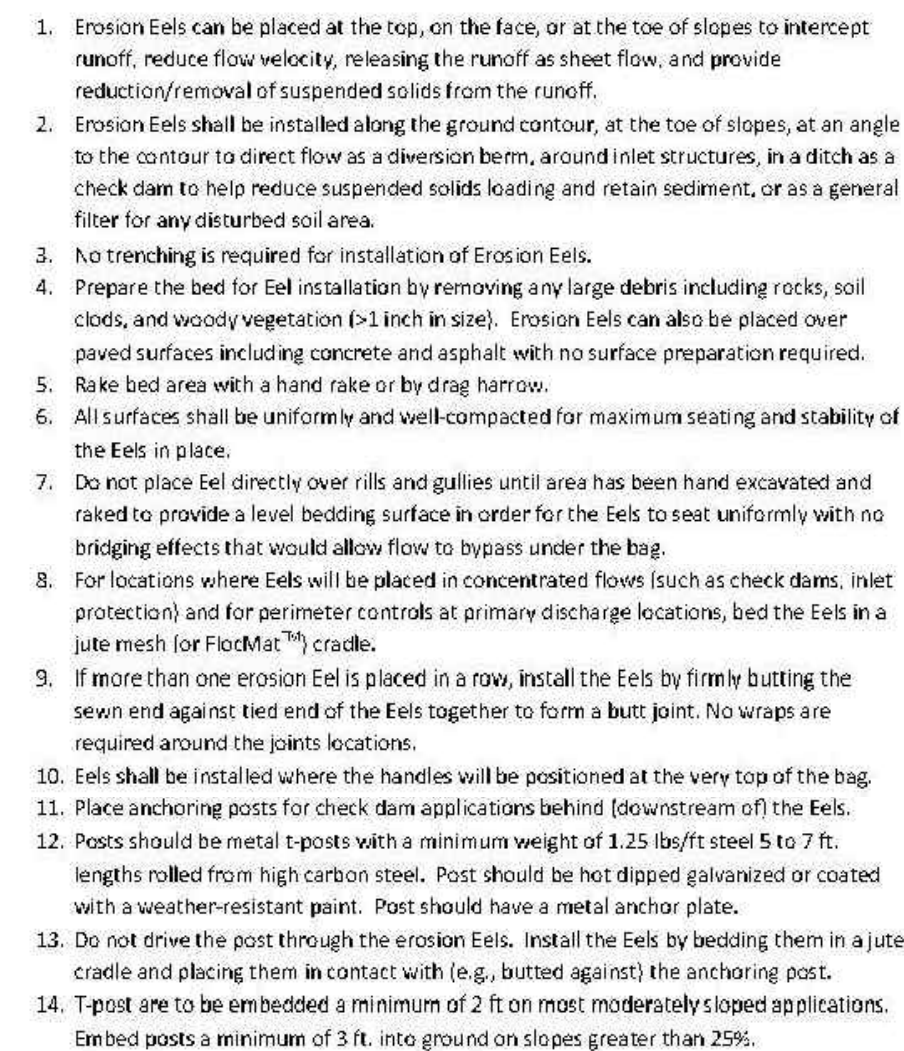 1. Erosion Eels can be placed at the top, on the face, or at the toe of slopes to intercept
runoff, reduce flow velocity, releasing the runoff as sheet flow, and provide
reduction/removal of suspended solids from the runoff.
2. Erosion Eels shall be installed along the ground contour, at the toe of slopes, at an angle
to the contour to direct flow as a diversion berm, around inlet structures, in a ditch as a
check dam to help reduce suspended solids loading and retain sediment, or as a general
filter for any disturbed soil area.
3. No trenching is required for installation of Erosion Eels.
4. Prepare the bed for Eel installation by removing any large debris including rocks, soil
clods, and woody vegetation (>1 inch in size). Erosion Eels can also be placed over
paved surfaces including concrete and asphalt with no surface preparation required.
5. Rake bed area with a hand rake or by drag harrow.
6. All surfaces shall be uniformly and well-compacted for maximum seating and stability of
the Eels in place.
7. Do not place Eel directly over rills and gullies until area has been hand excavated and
raked to provide a level bedding surface in order for the Eels to seat uniformly with no
bridging effects that would allow flow to bypass under the bag.
8. For locations where Eels will be placed in concentrated flows (such as check dams, inlet
protection) and for perimeter controls at primary discharge locations, bed the Eels in a
jute mesh (or FlocMat™) cradle.
9. If more than one erosion Eel is placed in a row, install the Eels by firmly butting the
sewn end against tied end of the Eels together to form a butt joint. No wraps are
required around the joints locations.
10. Eels shall be installed where the handles will be positioned at the very top of the bag.
11. Place anchoring posts for check dam applications behind (downstream of) the Eels.
12. Posts should be metal t-posts with a minimum weight of 1.25 lbs/ft steel 5 to 7 ft.
lengths rolled from high carbon steel. Post should be hot dipped galvanized or coated
with a weather-resistant paint. Post should have a metal anchor plate.
13. Do not drive the post through the erosion Eels. Install the Eels by bedding them in a jute
cradle and placing them in contact with (e.g., butted against) the anchoring post.
14. T-post are to be embedded a minimum of 2 ft on most moderately sloped applications.
Embed posts a minimum of 3 ft. into ground on slopes greater than 25%.